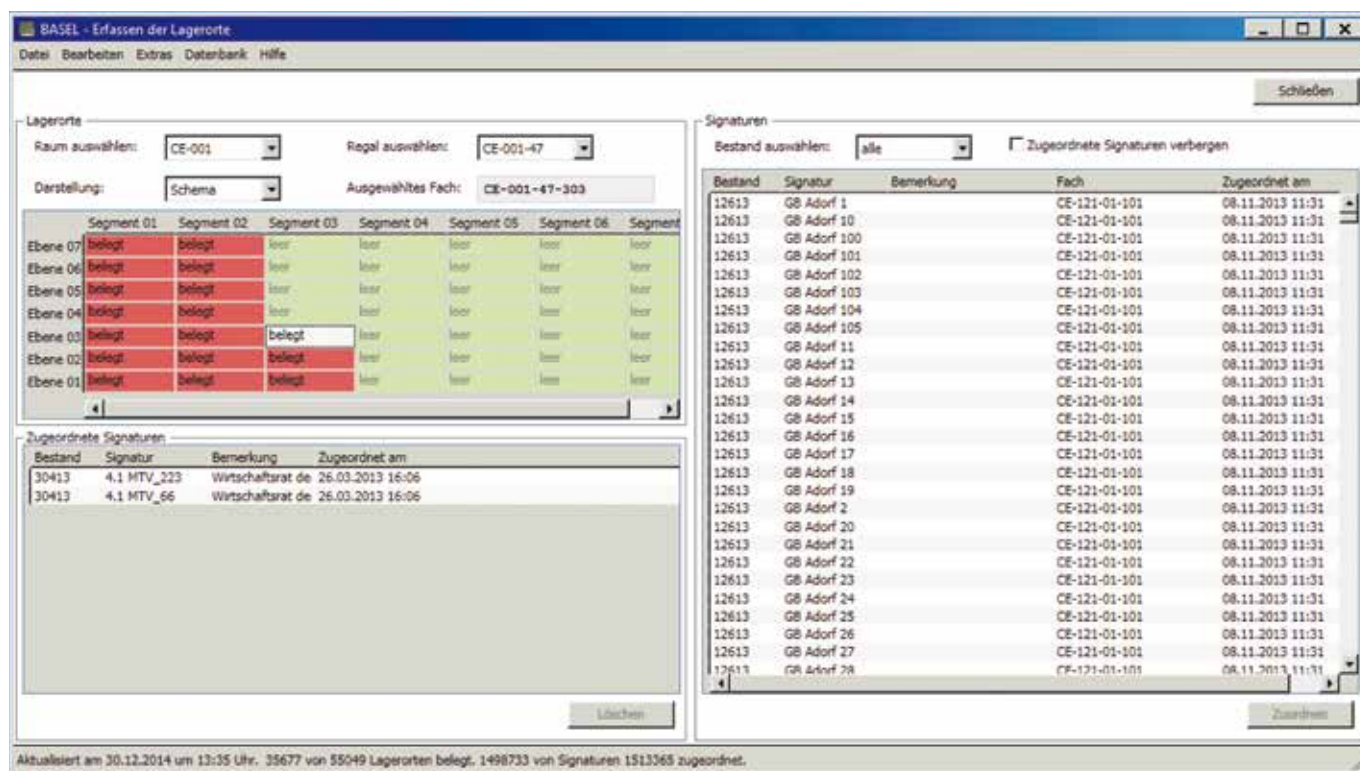 BASEL - Erfassen der Lagerorte
Datei Bearbeiten Extras Datenbank Hilfe
Schließen
Lagerorte
Raum auswählen: CE-001 Regal auswählen: CE-001-47
Darstellung: Schema Ausgewähltes Fach: CE-001-47-303
Segment 01 Segment 02 Segment 03 Segment 04 Segment 05 Segment 06 Segment
Ebene 07 belegt belegt leer leer leer leer leer
Ebene 06 belegt belegt leer leer leer leer leer
Ebene 05 belegt belegt leer leer leer leer leer
Ebene 04 belegt belegt leer leer leer leer leer
Ebene 03 belegt belegt belegt leer leer leer leer
Ebene 02 belegt belegt belegt leer leer leer leer
Ebene 01 belegt belegt belegt leer leer leer leer
Zugeordnete Signaturen
Bestand Signatur Bemerkung Zugeordnet am
30413 4.1 MTV_223 Wirtschaftsrat de 26.03.2013 16:06
30413 4.1 MTV_66 Wirtschaftsrat de 26.03.2013 16:06
Löschen
Signaturen
Bestand auswählen: alle Zugeordnete Signaturen verbergen
Bestand Signatur Bemerkung Fach Zugeordnet am
12613 GB Adorf 1 CE-121-01-101 08.11.2013 11:31
12613 GB Adorf 10 CE-121-01-101 08.11.2013 11:31
12613 GB Adorf 100 CE-121-01-101 08.11.2013 11:31
12613 GB Adorf 101 CE-121-01-101 08.11.2013 11:31
12613 GB Adorf 102 CE-121-01-101 08.11.2013 11:31
12613 GB Adorf 103 CE-121-01-101 08.11.2013 11:31
12613 GB Adorf 104 CE-121-01-101 08.11.2013 11:31
12613 GB Adorf 105 CE-121-01-101 08.11.2013 11:31
12613 GB Adorf 11 CE-121-01-101 08.11.2013 11:31
12613 GB Adorf 12 CE-121-01-101 08.11.2013 11:31
12613 GB Adorf 13 CE-121-01-101 08.11.2013 11:31
12613 GB Adorf 14 CE-121-01-101 08.11.2013 11:31
12613 GB Adorf 15 CE-121-01-101 08.11.2013 11:31
12613 GB Adorf 16 CE-121-01-101 08.11.2013 11:31
12613 GB Adorf 17 CE-121-01-101 08.11.2013 11:31
12613 GB Adorf 18 CE-121-01-101 08.11.2013 11:31
12613 GB Adorf 19 CE-121-01-101 08.11.2013 11:31
12613 GB Adorf 2 CE-121-01-101 08.11.2013 11:31
12613 GB Adorf 20 CE-121-01-101 08.11.2013 11:31
12613 GB Adorf 21 CE-121-01-101 08.11.2013 11:31
12613 GB Adorf 22 CE-121-01-101 08.11.2013 11:31
12613 GB Adorf 23 CE-121-01-101 08.11.2013 11:31
12613 GB Adorf 24 CE-121-01-101 08.11.2013 11:31
12613 GB Adorf 25 CE-121-01-101 08.11.2013 11:31
12613 GB Adorf 26 CE-121-01-101 08.11.2013 11:31
12613 GB Adorf 27 CE-121-01-101 08.11.2013 11:31
12613 GB Adorf 28 CE-121-01-101 08.11.2013 11:31
Zuordnen
Aktualisiert am 30.12.2014 um 13:35 Uhr. 35677 von 55049 Lagerorten belegt. 1498733 von Signaturen 1513365 zugeordnet.